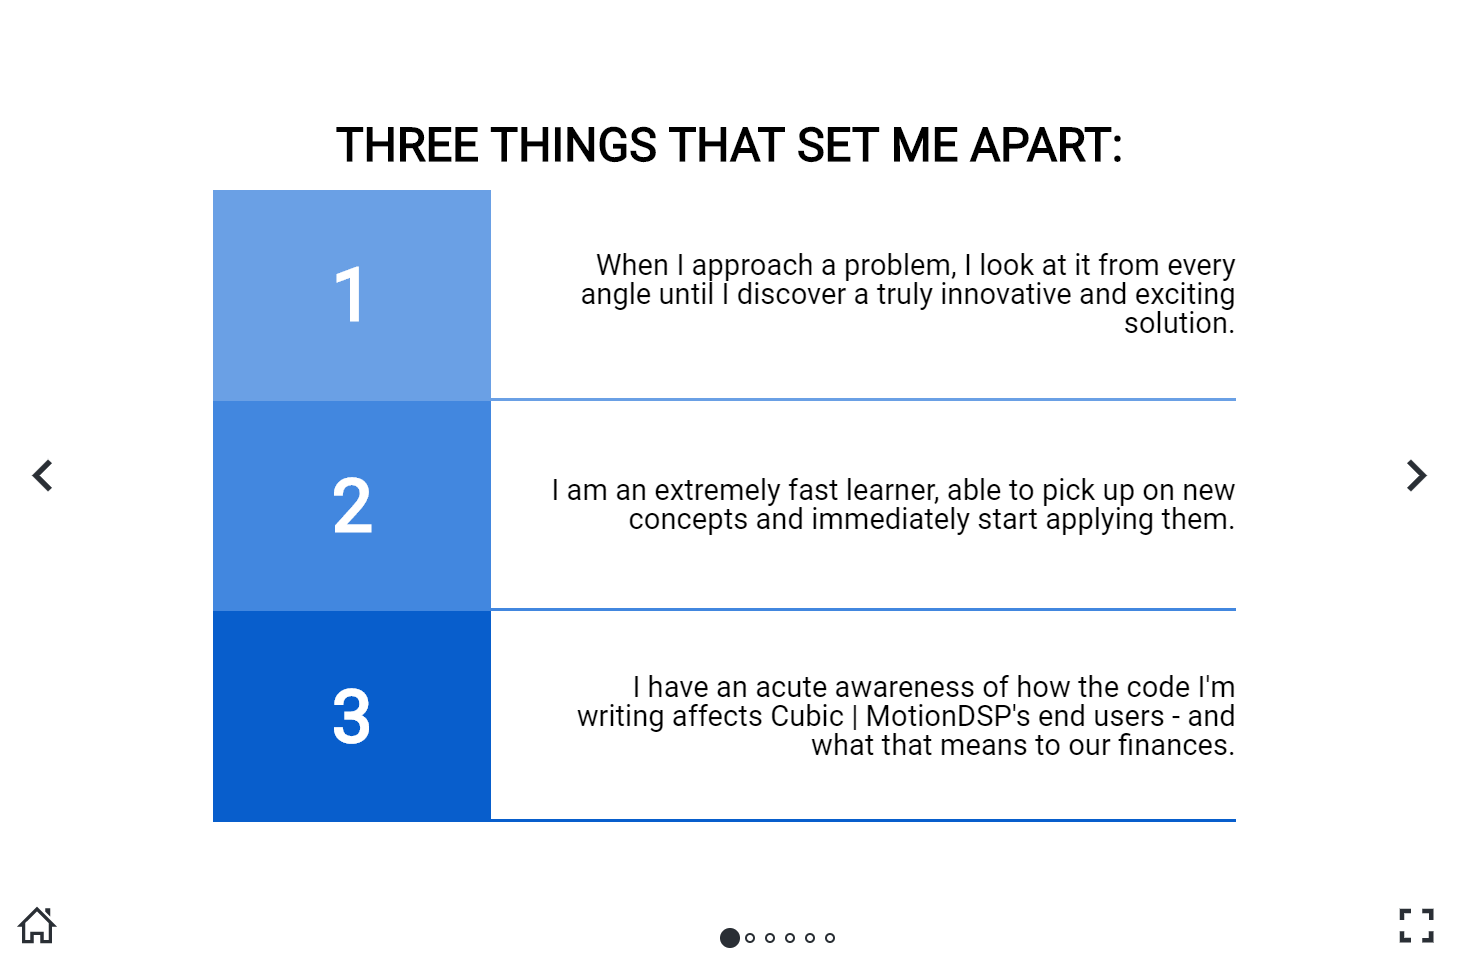 THREE THINGS THAT SET ME APART:
1
When I approach a problem, I look at it from every
angle until I discover a truly innovative and exciting
solution.
2
I am an extremely fast learner, able to pick up on new
concepts and immediately start applying them.
3
I have an acute awareness of how the code I'm
writing affects Cubic | MotionDSP's end users - and
what that means to our finances.